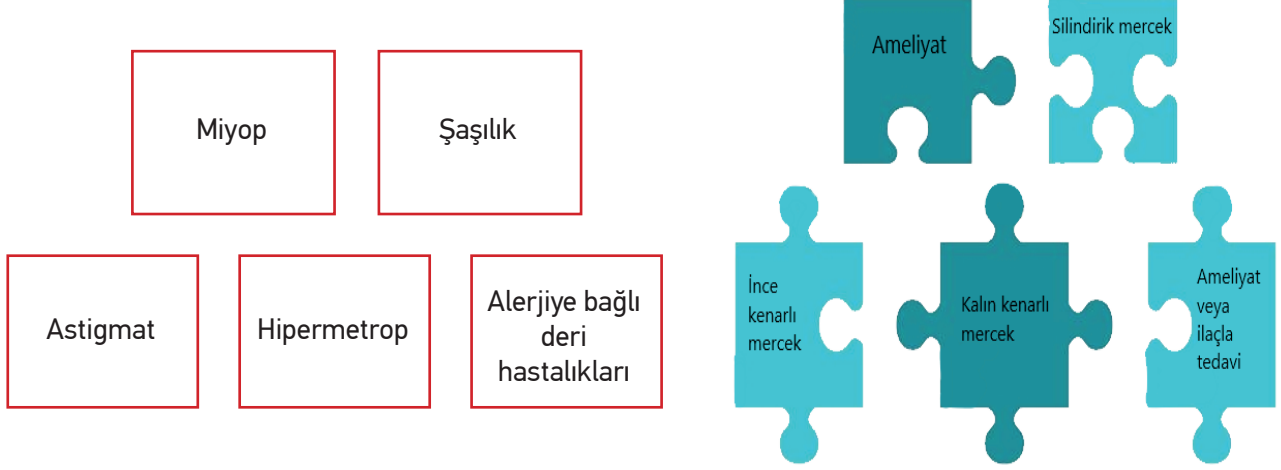 Miyop
Şaşılık
Astigmat
Hipermetrop
Alerjiye bağlı
deri
hastalıkları
Ameliyat
Silindirik mercek
İnce
kenarlı
mercek
Kalın kenarlı
mercek
Ameliyat
veya
ilaçla
tedavi